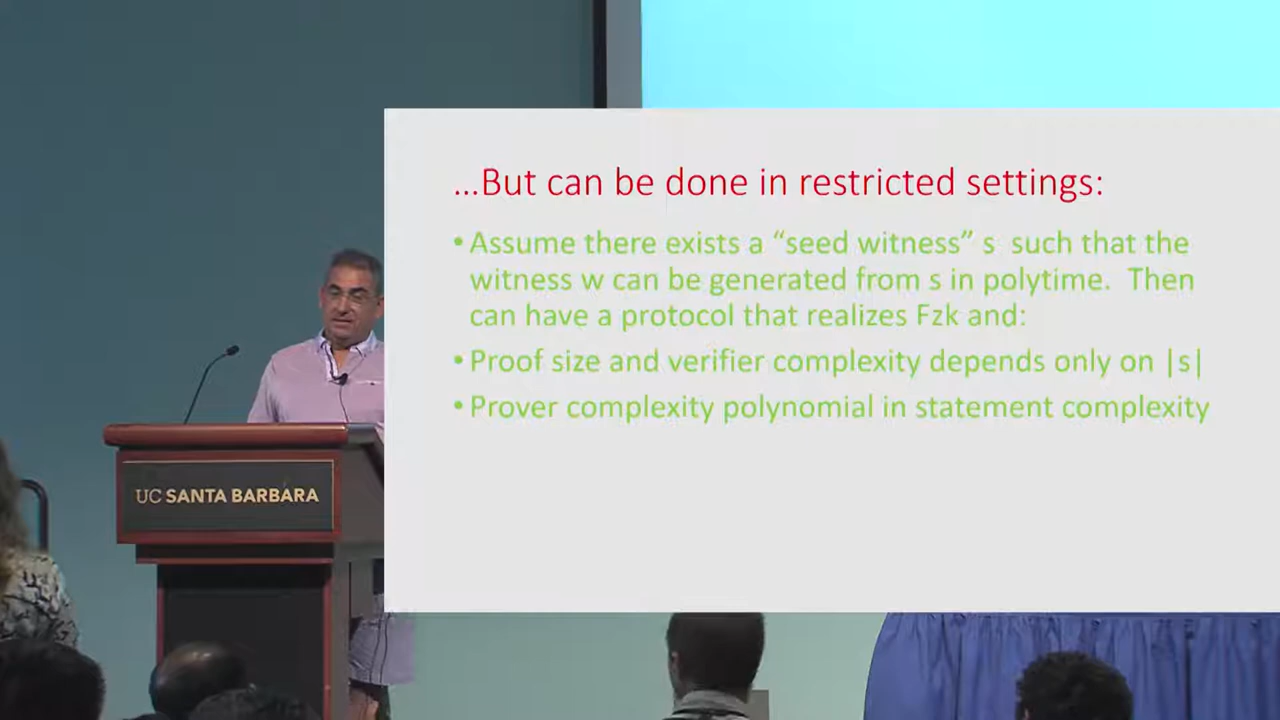 ...But can be done in restricted settings:
•Assume there exists a “seed witness” s such that the
witness w can be generated from s in polytime. Then
can have a protocol that realizes Fzk and:
•Proof size and verifier complexity depends only on |s|
•Prover complexity polynomial in statement complexity
UC SANTA BARBARA